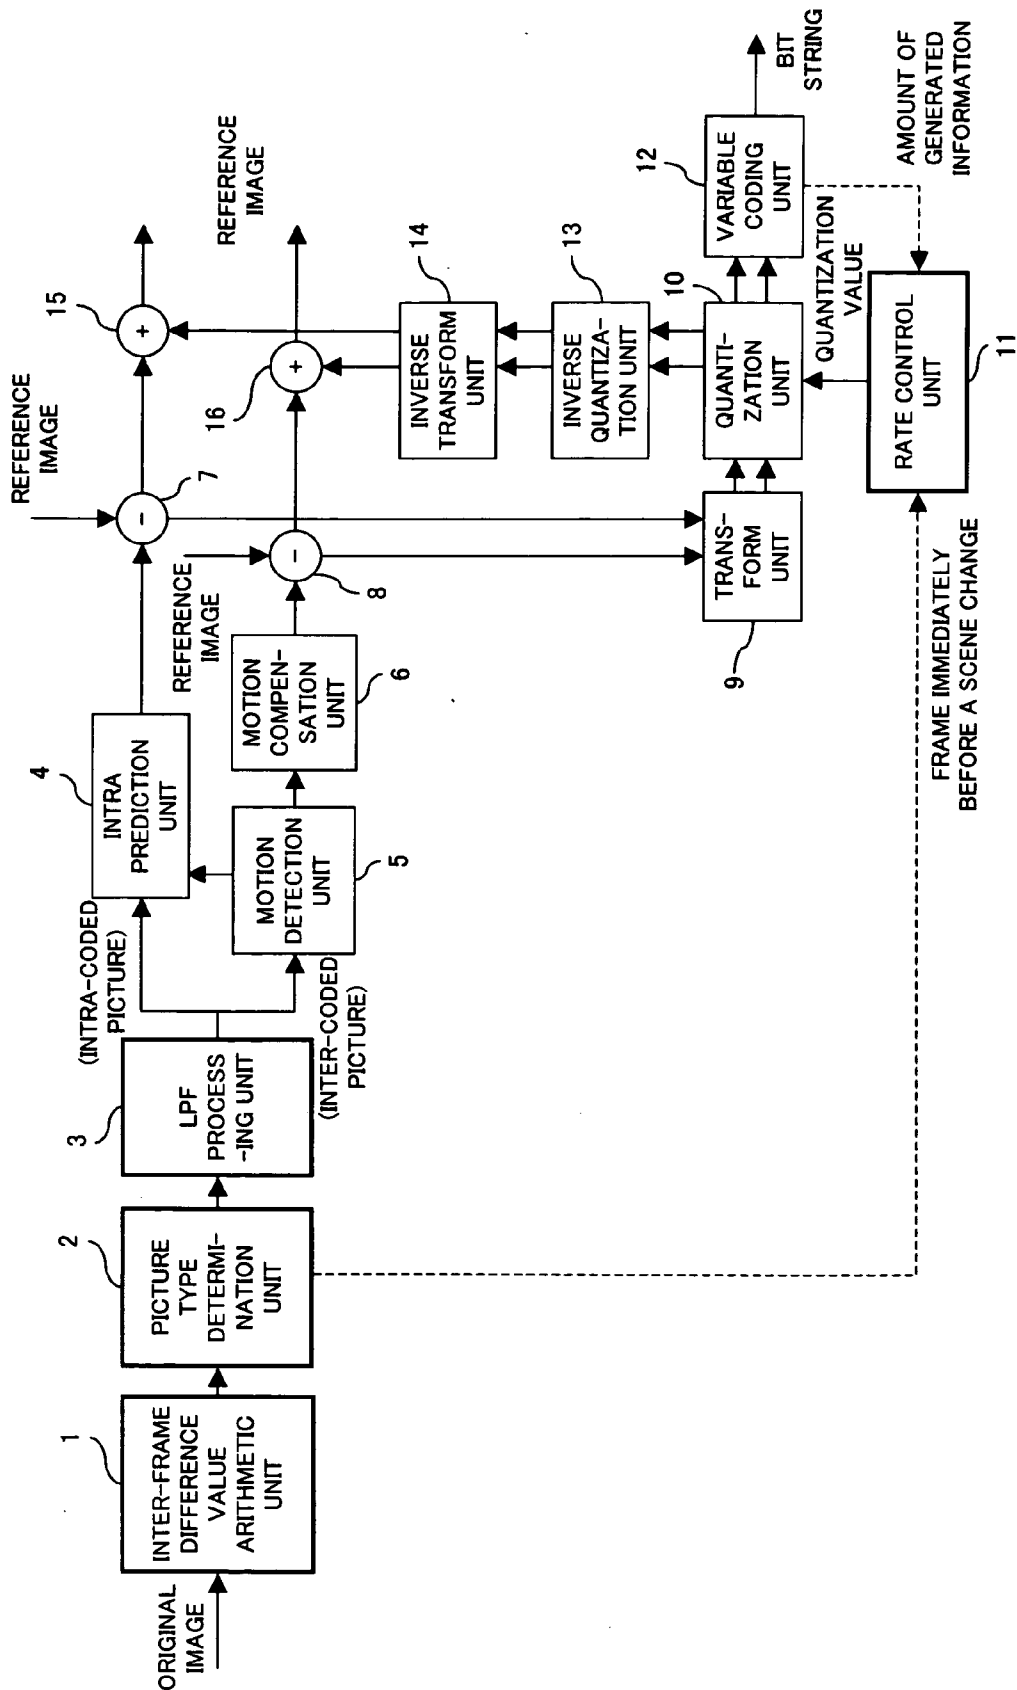 ORIGINAL
IMAGE
1
INTER-FRAME
DIFFERENCE
VALUE
ARITHMETIC
UNIT
2
PICTURE
TYPE
DETERMI-
NATION
UNIT
3
LPF
PROCESS
-ING UNIT
(INTRA-CODED
PICTURE)
(INTER-CODED
PICTURE)
4
INTRA
PREDICTION
UNIT
MOTION
DETECTION
UNIT
5
MOTION
COMPEN-
SATION
UNIT
6
REFERENCE
IMAGE
-
7
REFERENCE
IMAGE
-
8
15
+
16
+
REFERENCE
IMAGE
9
TRANS-
FORM
UNIT
10
QUANTI-
ZATION
UNIT
13
INVERSE
QUANTIZA-
TION UNIT
14
INVERSE
TRANSFORM
UNIT
12
VARIABLE
CODING
UNIT
BIT
STRING
QUANTIZATION
VALUE
AMOUNT OF
GENERATED
INFORMATION
RATE CONTROL
UNIT
11
FRAME IMMEDIATELY
BEFORE A SCENE CHANGE